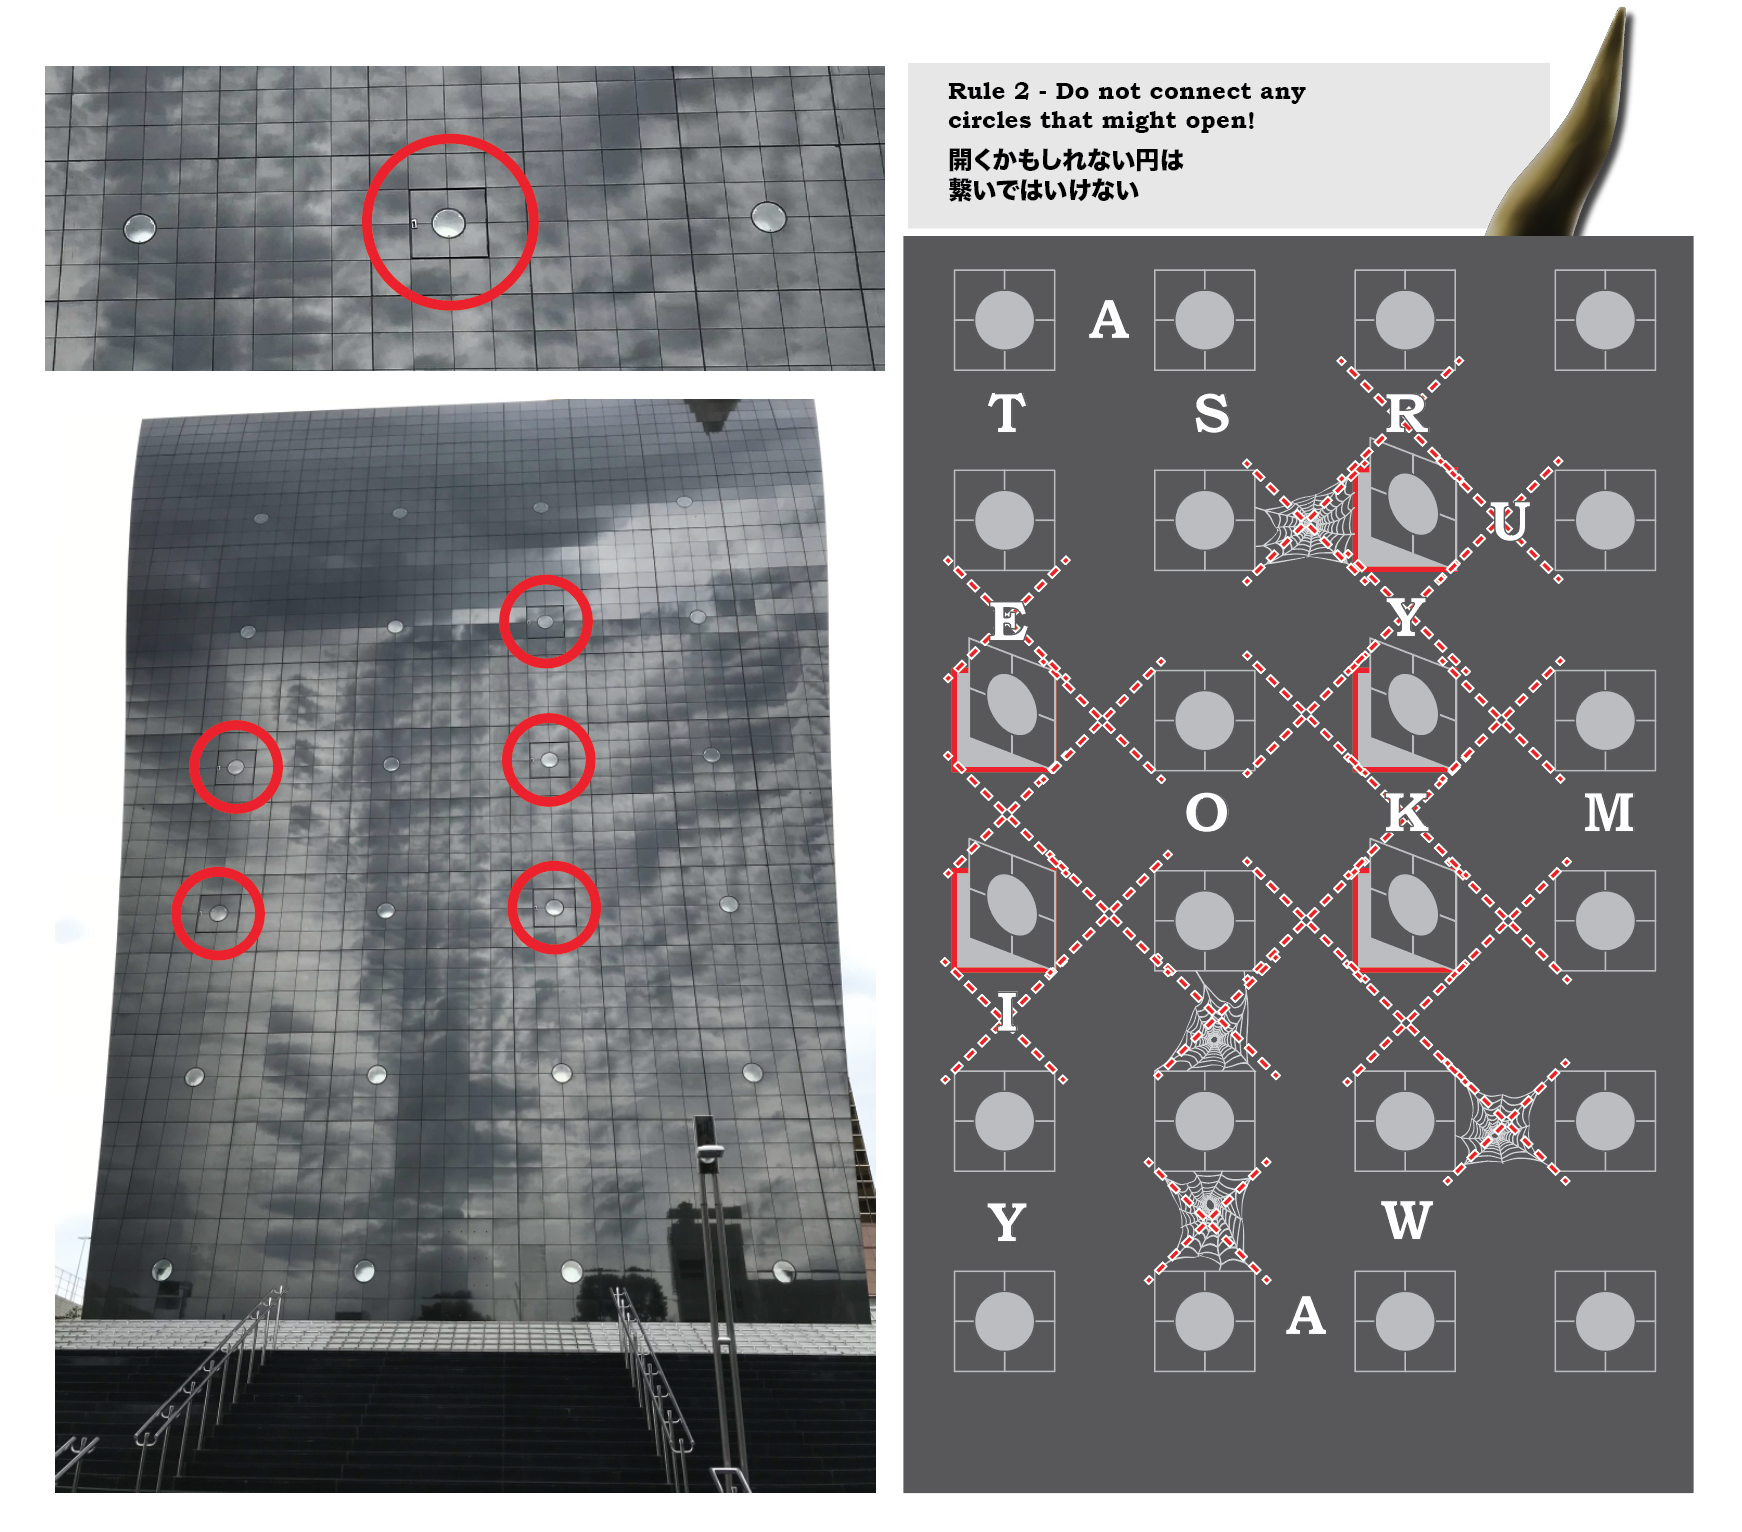 Rule 2 - Do not connect any
circles that might open!
開くかもしれない円は
繋いではいけない
A
T S R
U
E Y
O K M
I
Y W
A